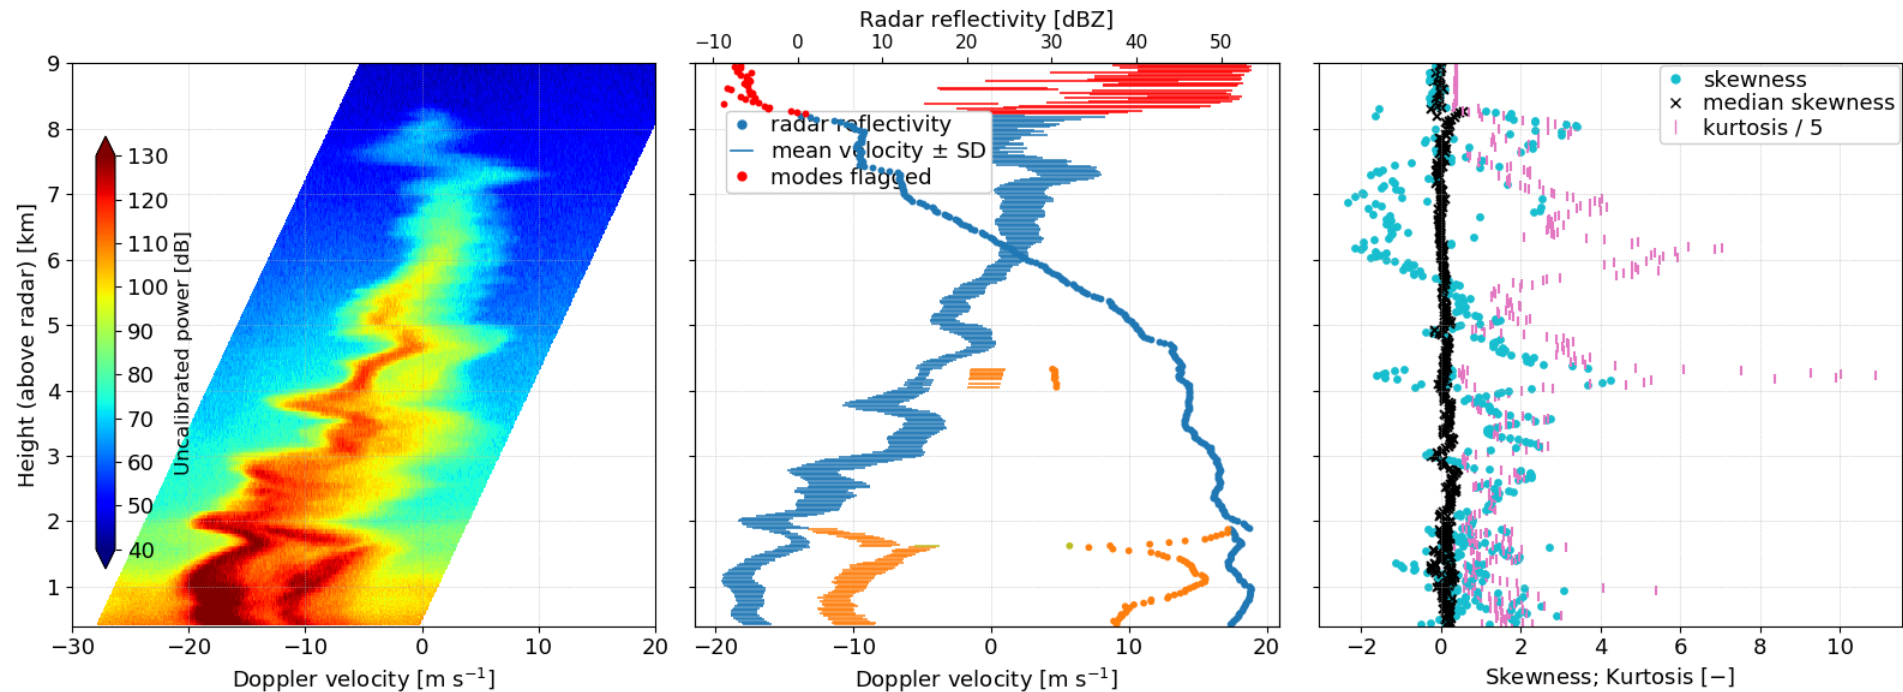 Radar reflectivity [dBZ]
−10 0 10 20 30 40 50
9
8
7
6
5
4
3
2
1
Height (above radar) [km]
130
120
110
100
90
80
70
60
50
40
Uncalibrated power [dB]
−30 −20 −10 0 10 20
Doppler velocity [m s⁻¹]
radar reflectivity
mean velocity ± SD
modes flagged
−20 −10 0 10 20
Doppler velocity [m s⁻¹]
skewness
median skewness
kurtosis / 5
−2 0 2 4 6 8 10
Skewness; Kurtosis [−]